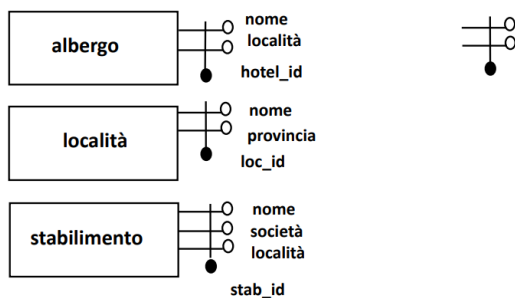 albergo
nome
località
hotel_id
località
nome
provincia
loc_id
stabilimento
nome
società
località
stab_id